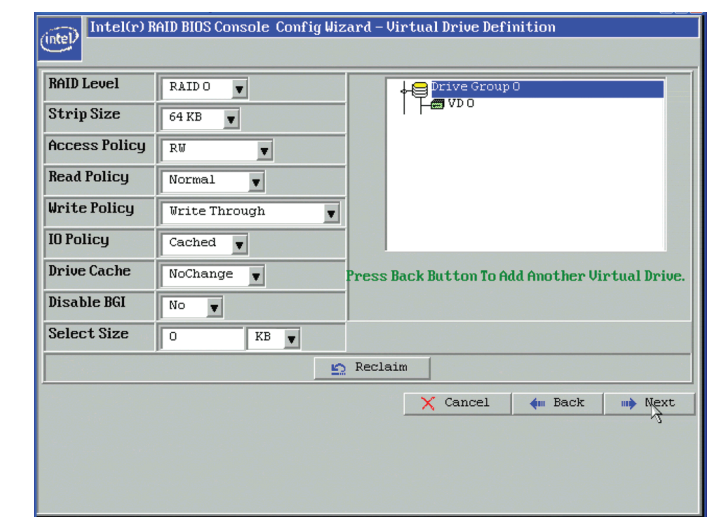 Intel(r) RAID BIOS Console Config Wizard – Virtual Drive Definition
intel
RAID Level RAID 0
Strip Size 64 KB
Access Policy RW
Read Policy Normal
Write Policy Write Through
IO Policy Cached
Drive Cache NoChange
Disable BGI No
Select Size 0 KB
Drive Group 0
VD 0
Press Back Button To Add Another Virtual Drive.
Reclaim
Cancel Back Next